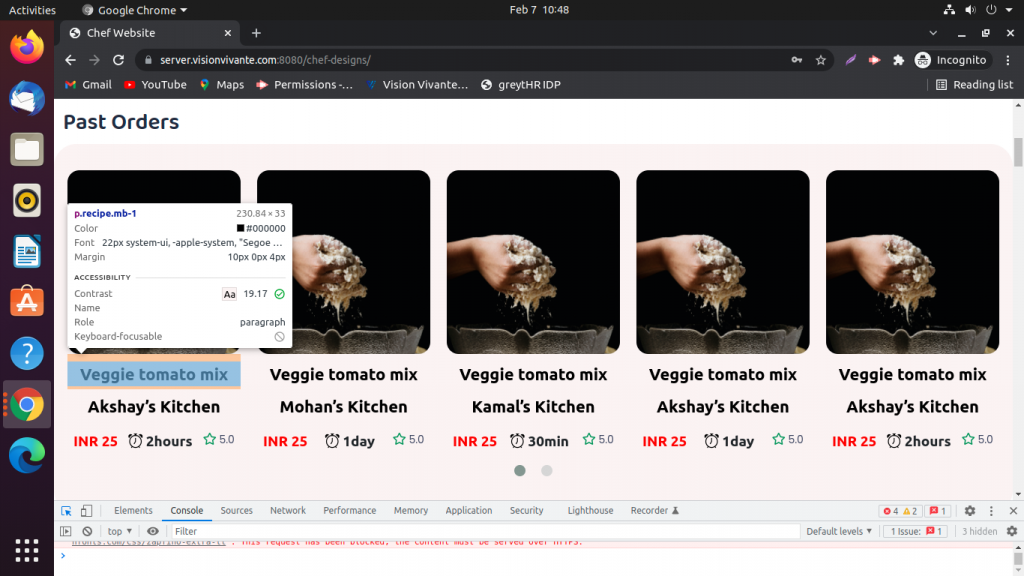 Activities Google Chrome Feb 7 10:48
Chef Website
server.visionvivante.com:8080/chef-designs/ Incognito
Gmail YouTube Maps Permissions -... Vision Vivante... greytHR IDP Reading list
Past Orders
p.recipe.mb-1 230.84 × 33
Color #000000
Font 22px system-ui, -apple-system, "Segoe ...
Margin 10px 0px 4px
ACCESSIBILITY
Contrast Aa 19.17
Name
Role paragraph
Keyboard-focusable
Veggie tomato mix Veggie tomato mix Veggie tomato mix Veggie tomato mix Veggie tomato mix
Akshay’s Kitchen Mohan’s Kitchen Kamal’s Kitchen Akshay’s Kitchen Akshay’s Kitchen
INR 25 2hours 5.0 INR 25 1day 5.0 INR 25 30min 5.0 INR 25 1day 5.0 INR 25 2hours 5.0
Elements Console Sources Network Performance Memory Application Security Lighthouse Recorder 4 2 1
top Filter Default levels 1 Issue: 1 3 hidden
. This request has been blocked; the content must be served over HTTPS.